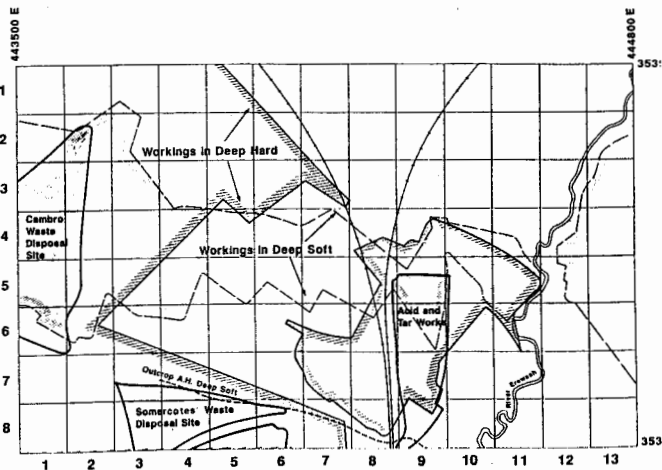 443500 E
444800 E
353
1
2
Workings in Deep Hard
3
Cambro
Waste
Disposal
Site
4
Workings in Deep Soft
5
Acid and
Tar Works
6
Outcrop A.H. Deep Soft
7
Somercotes Waste
Disposal Site
River Erewash
8
353
1 2 3 4 5 6 7 8 9 10 11 12 13